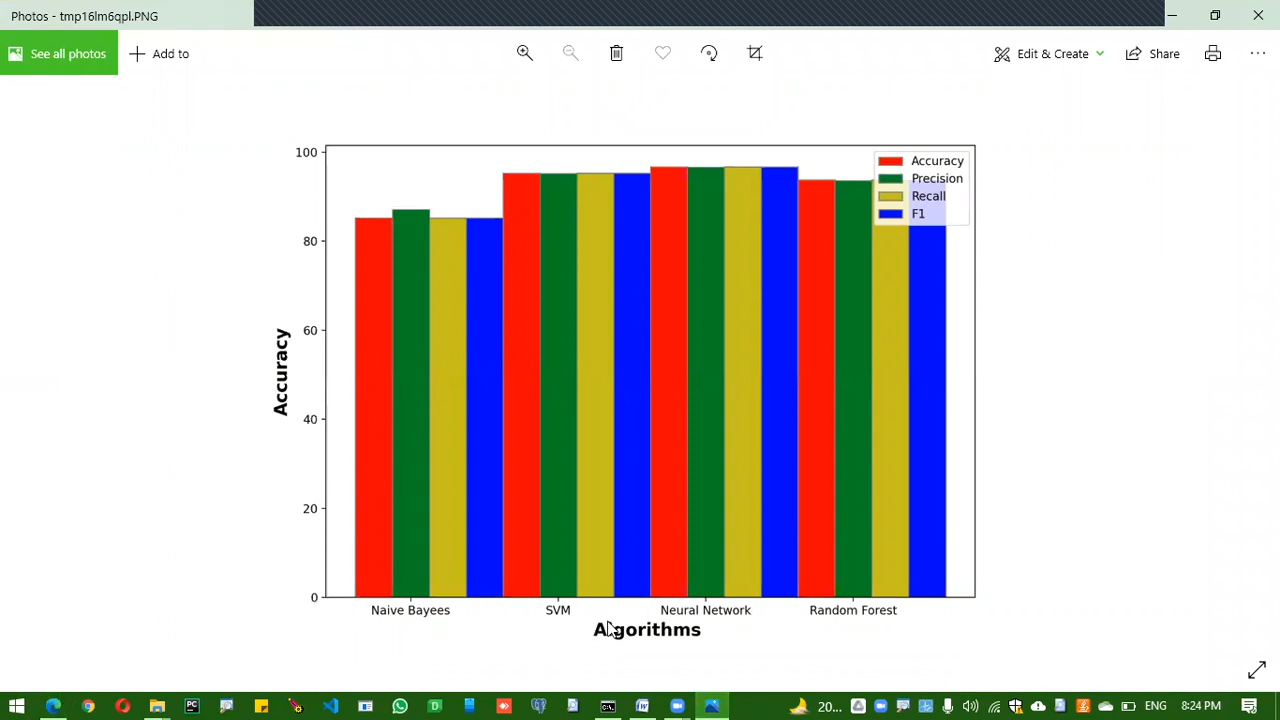 Photos - tmp16lm6qpl.PNG
See all photos
Add to
Edit & Create
Share
100
80
60
40
20
0
Accuracy
Accuracy
Precision
Recall
F1
Naive Bayees
SVM
Neural Network
Random Forest
Algorithms
20...
ENG
8:24 PM